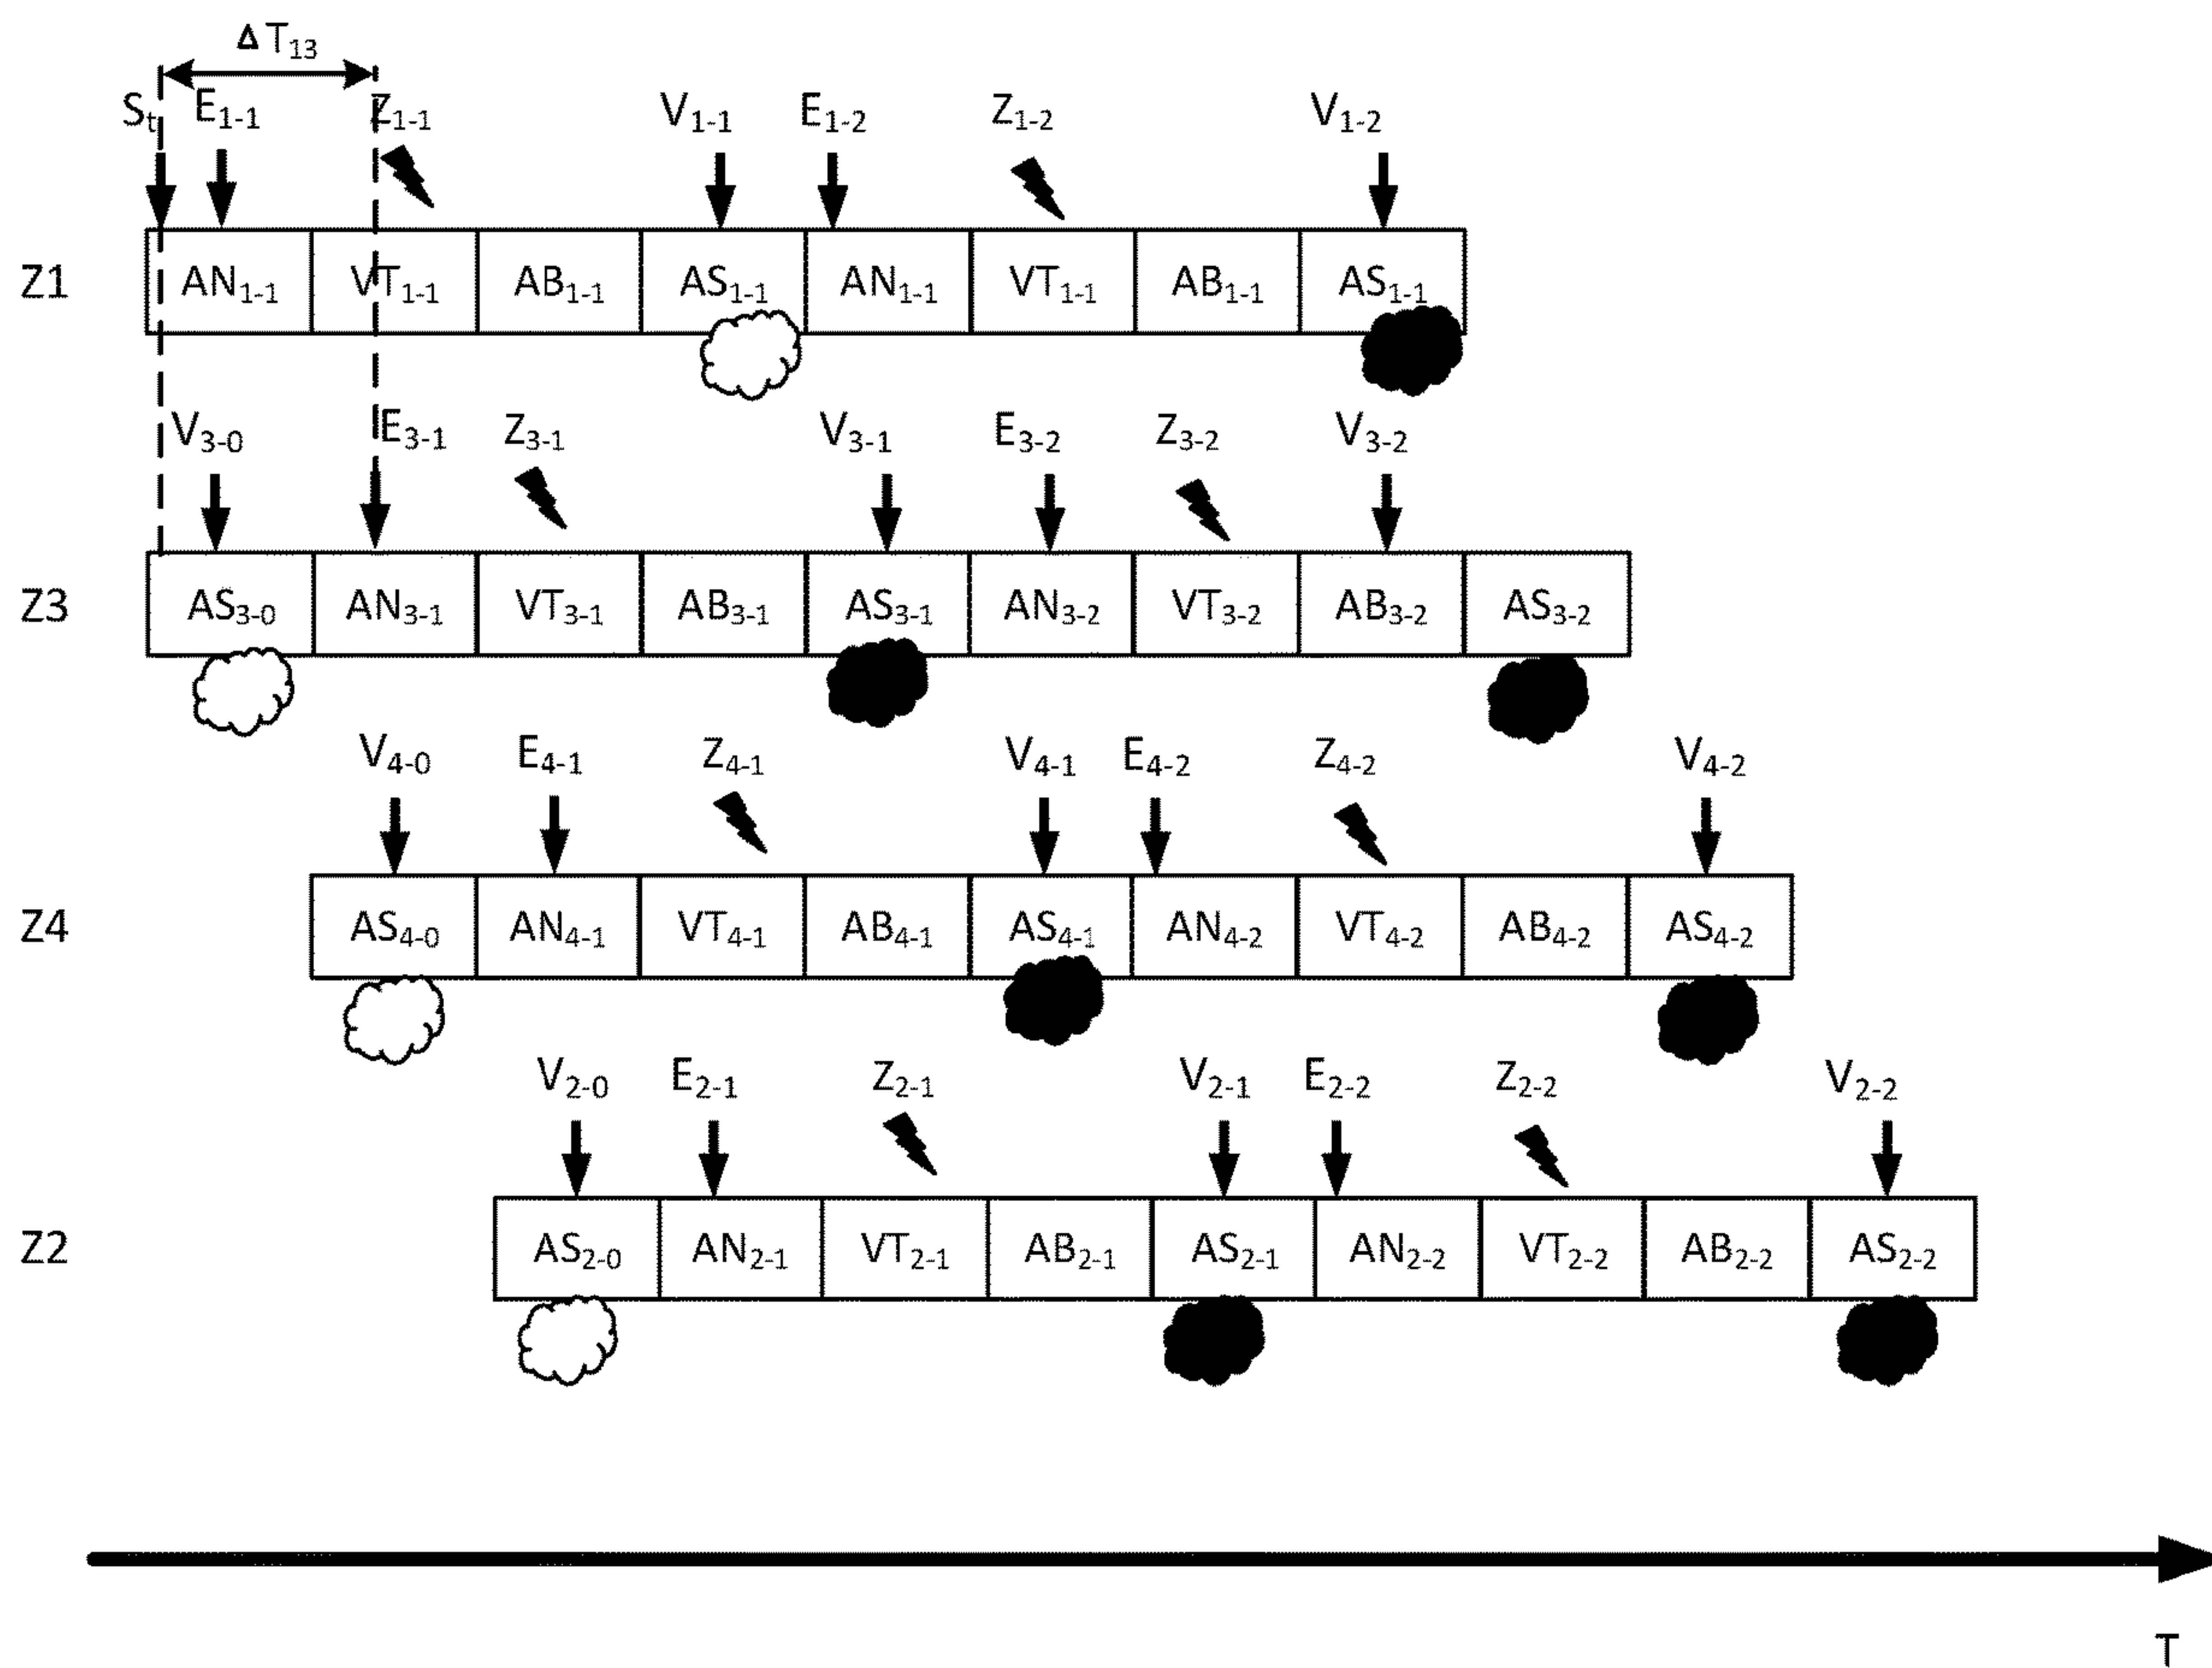 Δ T₁₃
Sₜ E₁₋₁ Z₁₋₁ V₁₋₁ E₁₋₂ Z₁₋₂ V₁₋₂
Z1 AN₁₋₁ VT₁₋₁ AB₁₋₁ AS₁₋₁ AN₁₋₁ VT₁₋₁ AB₁₋₁ AS₁₋₁
V₃₋₀ E₃₋₁ Z₃₋₁ V₃₋₁ E₃₋₂ Z₃₋₂ V₃₋₂
Z3 AS₃₋₀ AN₃₋₁ VT₃₋₁ AB₃₋₁ AS₃₋₁ AN₃₋₂ VT₃₋₂ AB₃₋₂ AS₃₋₂
V₄₋₀ E₄₋₁ Z₄₋₁ V₄₋₁ E₄₋₂ Z₄₋₂ V₄₋₂
Z4 AS₄₋₀ AN₄₋₁ VT₄₋₁ AB₄₋₁ AS₄₋₁ AN₄₋₂ VT₄₋₂ AB₄₋₂ AS₄₋₂
V₂₋₀ E₂₋₁ Z₂₋₁ V₂₋₁ E₂₋₂ Z₂₋₂ V₂₋₂
Z2 AS₂₋₀ AN₂₋₁ VT₂₋₁ AB₂₋₁ AS₂₋₁ AN₂₋₂ VT₂₋₂ AB₂₋₂ AS₂₋₂
T